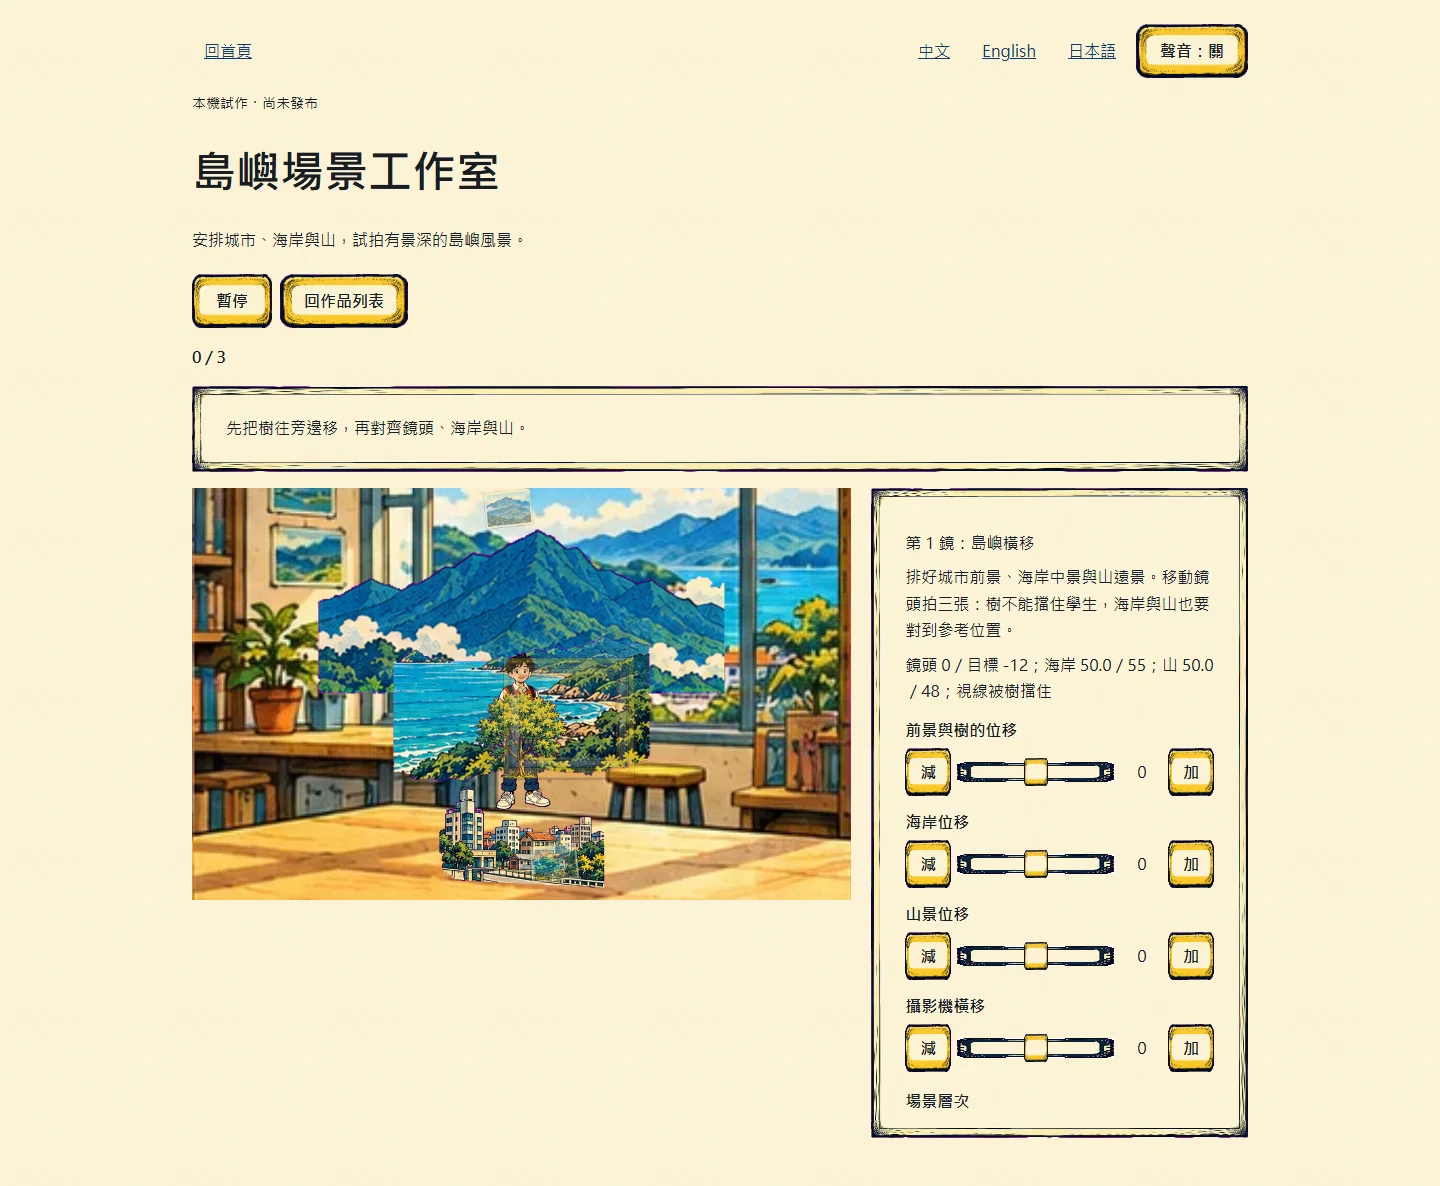 回首頁
中文 English 日本語 聲音：關
本機試作・尚未發布
島嶼場景工作室
安排城市、海岸與山，試拍有景深的島嶼風景。
暫停 回作品列表
0 / 3
先把樹往旁邊移，再對齊鏡頭、海岸與山。
第 1 鏡：島嶼橫移
排好城市前景、海岸中景與山遠景。移動鏡
頭拍三張：樹不能擋住學生，海岸與山也要
對到參考位置。
鏡頭 0 / 目標 -12；海岸 50.0 / 55；山 50.0
/ 48；視線被樹擋住
前景與樹的位移
減 0 加
海岸位移
減 0 加
山景位移
減 0 加
攝影機橫移
減 0 加
場景層次